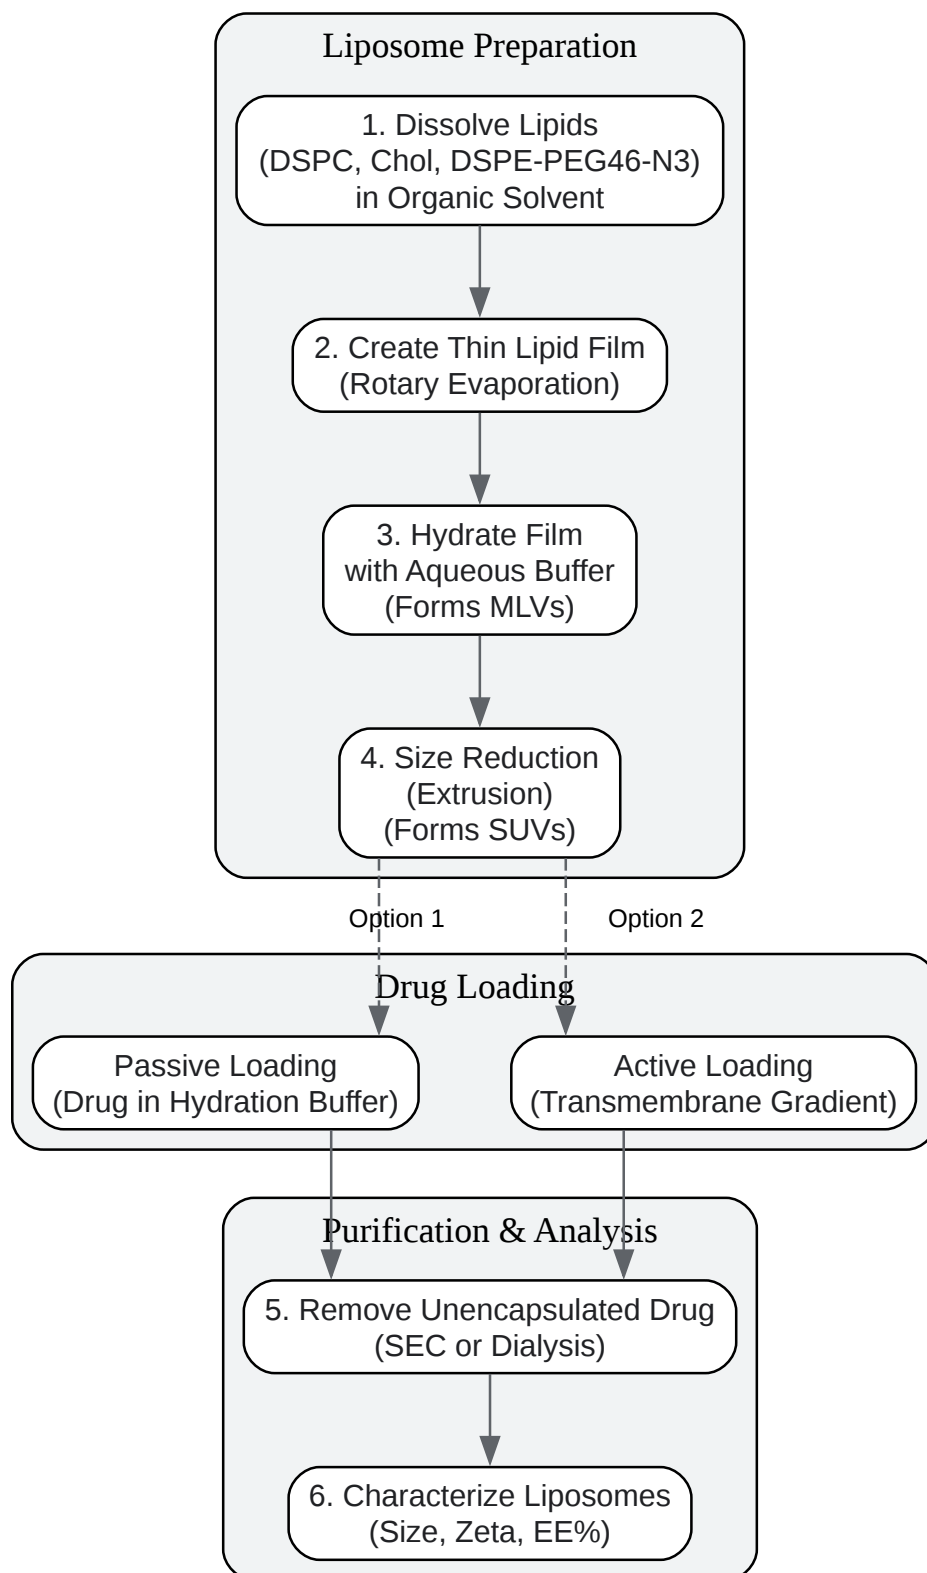 Liposome Preparation
1. Dissolve Lipids
(DSPC, Chol, DSPE-PEG46-N3)
in Organic Solvent
2. Create Thin Lipid Film
(Rotary Evaporation)
3. Hydrate Film
with Aqueous Buffer
(Forms MLVs)
4. Size Reduction
(Extrusion)
(Forms SUVs)
Option 1
Option 2
Drug Loading
Passive Loading
(Drug in Hydration Buffer)
Active Loading
(Transmembrane Gradient)
Purification & Analysis
5. Remove Unencapsulated Drug
(SEC or Dialysis)
6. Characterize Liposomes
(Size, Zeta, EE%)